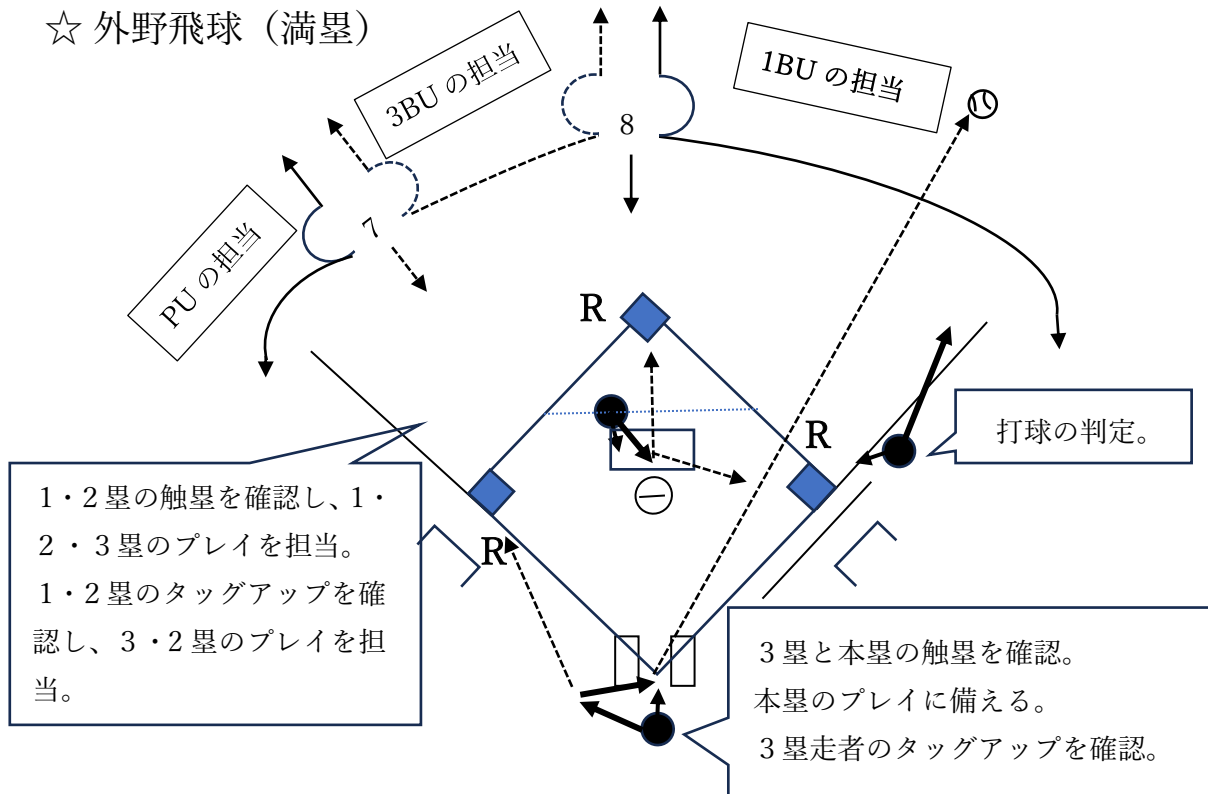 ☆ 外野飛球（満塁）
3BU の担当
1BU の担当
8
7
PU の担当
R
R
R
打球の判定。
1・2塁の触塁を確認し、1・
2・3塁のプレイを担当。
1・2塁のタッグアップを確
認し、3・2塁のプレイを担
当。
3塁と本塁の触塁を確認。
本塁のプレイに備える。
3塁走者のタッグアップを確認。